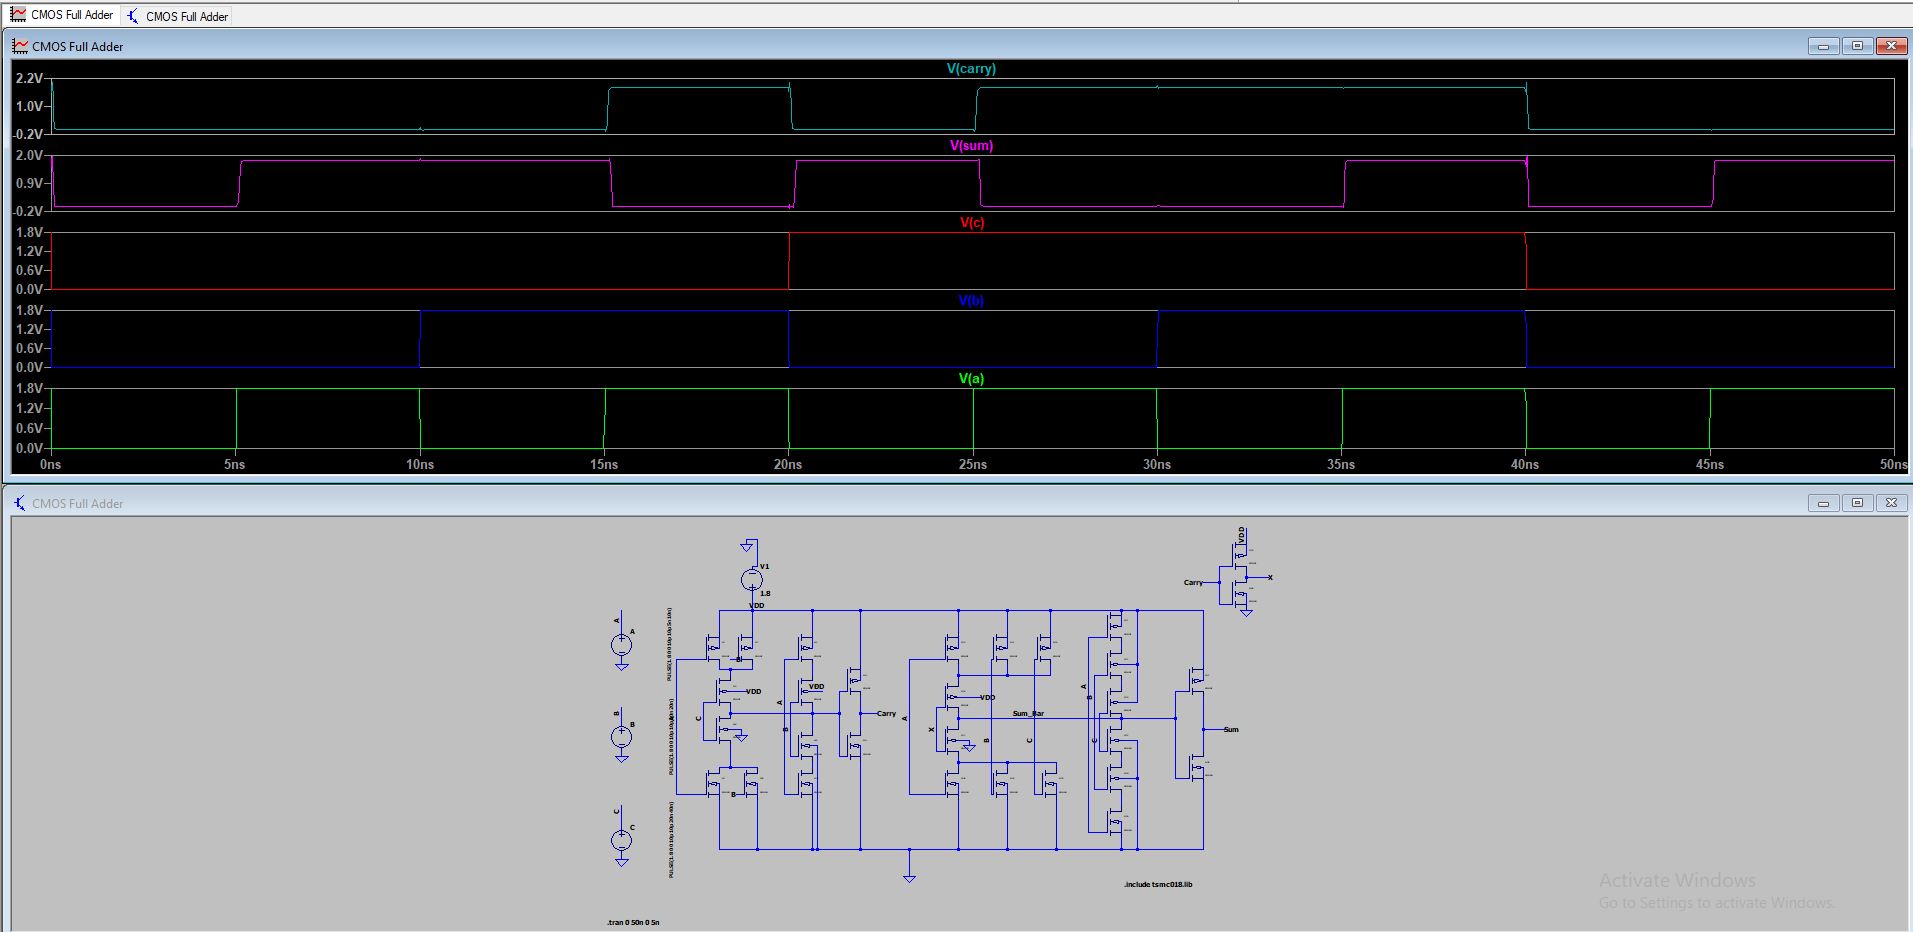 CMOS Full Adder CMOS Full Adder
CMOS Full Adder
V(carry)
2.2V
1.0V
-0.2V
V(sum)
2.0V
0.9V
-0.2V
V(c)
1.8V
1.2V
0.6V
0.0V
V(b)
1.8V
1.2V
0.6V
0.0V
V(a)
1.8V
1.2V
0.6V
0.0V
0ns 5ns 10ns 15ns 20ns 25ns 30ns 35ns 40ns 45ns 50ns
CMOS Full Adder
VDD
V1
1.8
VDD
Carry
X
A
A
B
B
C
C
B
VDD
VDD
A
B
C
B
Carry
A
X
VDD
Sum_Bar
B
C
A
B
C
Sum
.include tsmc018.lib
.tran 0 50n 0 5n
Activate Windows
Go to Settings to activate Windows.